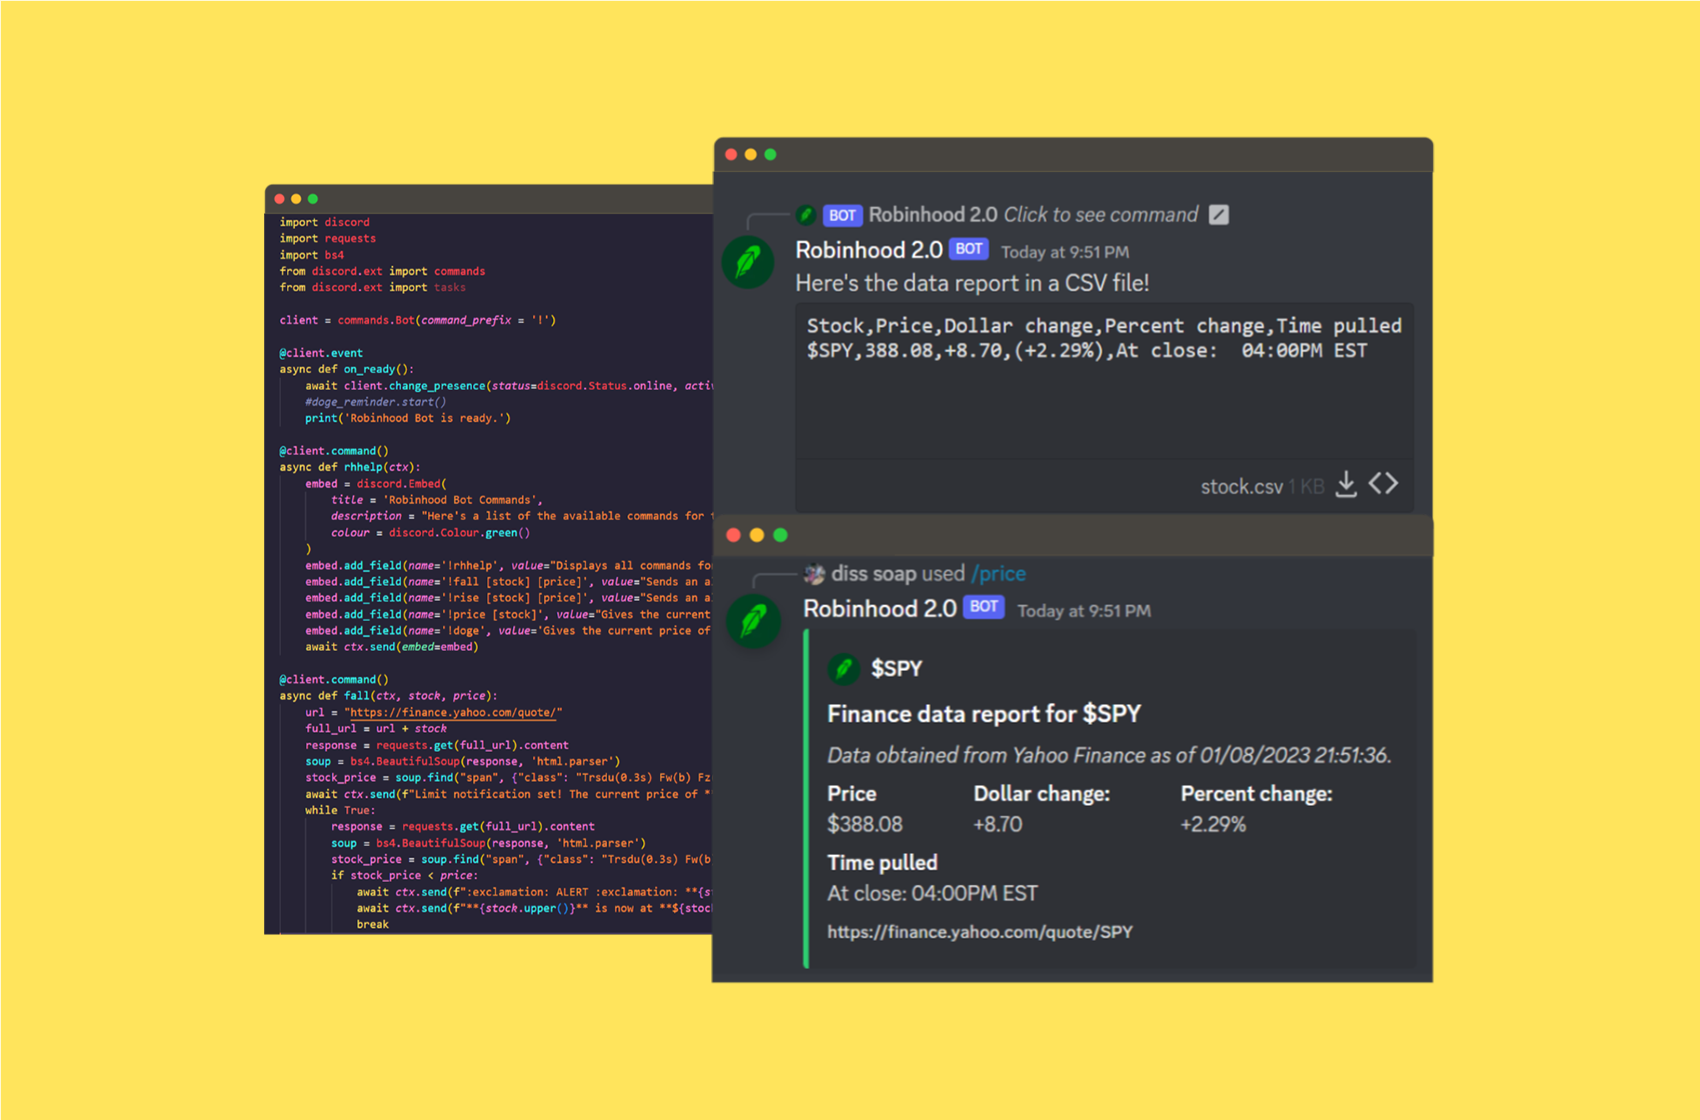 import discord
import requests
import bs4
from discord.ext import commands
from discord.ext import tasks
client = commands.Bot(command_prefix = '!')
@client.event
async def on_ready():
await client.change_presence(status=discord.Status.online, activ
#doge_reminder.start()
print('Robinhood Bot is ready.')
@client.command()
async def rhhelp(ctx):
embed = discord.Embed(
title = 'Robinhood Bot Commands',
description = "Here's a list of the available commands for t
colour = discord.Colour.green()
)
embed.add_field(name='!rhhelp', value="Displays all commands fo
embed.add_field(name='!fall [stock] [price]', value="Sends an a
embed.add_field(name='!rise [stock] [price]', value="Sends an a
embed.add_field(name='!price [stock]', value="Gives the current
embed.add_field(name='!doge', value='Gives the current price of
await ctx.send(embed=embed)
@client.command()
async def fall(ctx, stock, price):
url = "https://finance.yahoo.com/quote/"
full_url = url + stock
response = requests.get(full_url).content
soup = bs4.BeautifulSoup(response, 'html.parser')
stock_price = soup.find("span", {"class": "Trsdu(0.3s) Fw(b) Fz
await ctx.send(f"Limit notification set! The current price of *
while True:
response = requests.get(full_url).content
soup = bs4.BeautifulSoup(response, 'html.parser')
stock_price = soup.find("span", {"class": "Trsdu(0.3s) Fw(b
if stock_price < price:
await ctx.send(f":exclamation: ALERT :exclamation: **{s
await ctx.send(f"**{stock.upper()}** is now at **${stoc
break
BOT Robinhood 2.0 Click to see command
Robinhood 2.0 BOT Today at 9:51 PM
Here's the data report in a CSV file!
Stock,Price,Dollar change,Percent change,Time pulled
$SPY,388.08,+8.70,(+2.29%),At close:  04:00PM EST
stock.csv 1 KB
diss soap used /price
Robinhood 2.0 BOT Today at 9:51 PM
$SPY
Finance data report for $SPY
Data obtained from Yahoo Finance as of 01/08/2023 21:51:36.
Price Dollar change: Percent change:
$388.08 +8.70 +2.29%
Time pulled
At close: 04:00PM EST
https://finance.yahoo.com/quote/SPY